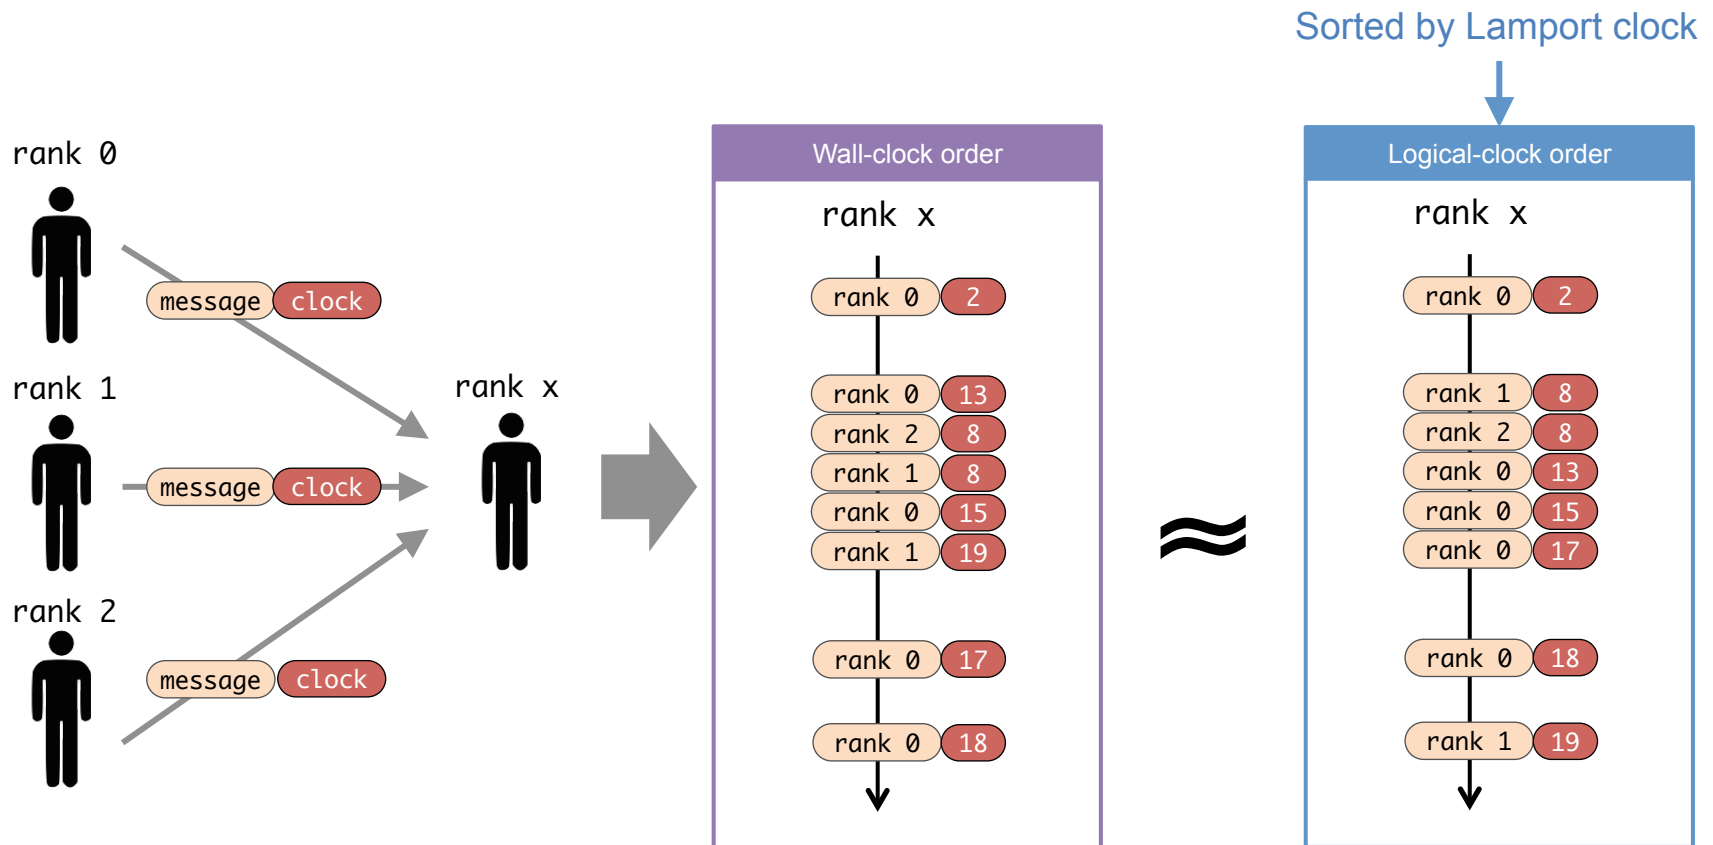 Sorted by Lamport clock
rank 0
message clock
rank 1
message clock
rank 2
message clock
rank x
Wall-clock order
rank x
rank 0 2
rank 0 13
rank 2 8
rank 1 8
rank 0 15
rank 1 19
rank 0 17
rank 0 18
≈
Logical-clock order
rank x
rank 0 2
rank 1 8
rank 2 8
rank 0 13
rank 0 15
rank 0 17
rank 0 18
rank 1 19